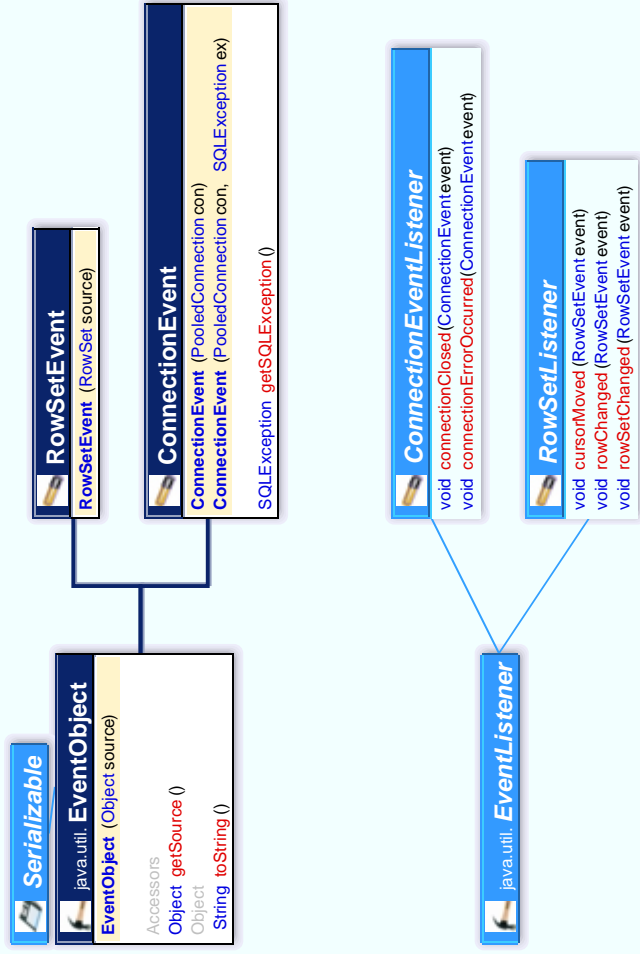 Serializable
java.util. EventObject
EventObject (Object source)
Accessors
Object getSource ()
Object
String toString ()
RowSetEvent
RowSetEvent (RowSet source)
ConnectionEvent
ConnectionEvent (PooledConnection con)
ConnectionEvent (PooledConnection con, SQLException ex)
SQLException getSQLException ()
java.util. EventListener
ConnectionEventListener
void connectionClosed (ConnectionEvent event)
void connectionErrorOccurred (ConnectionEvent event)
RowSetListener
void cursorMoved (RowSetEvent event)
void rowChanged (RowSetEvent event)
void rowSetChanged (RowSetEvent event)